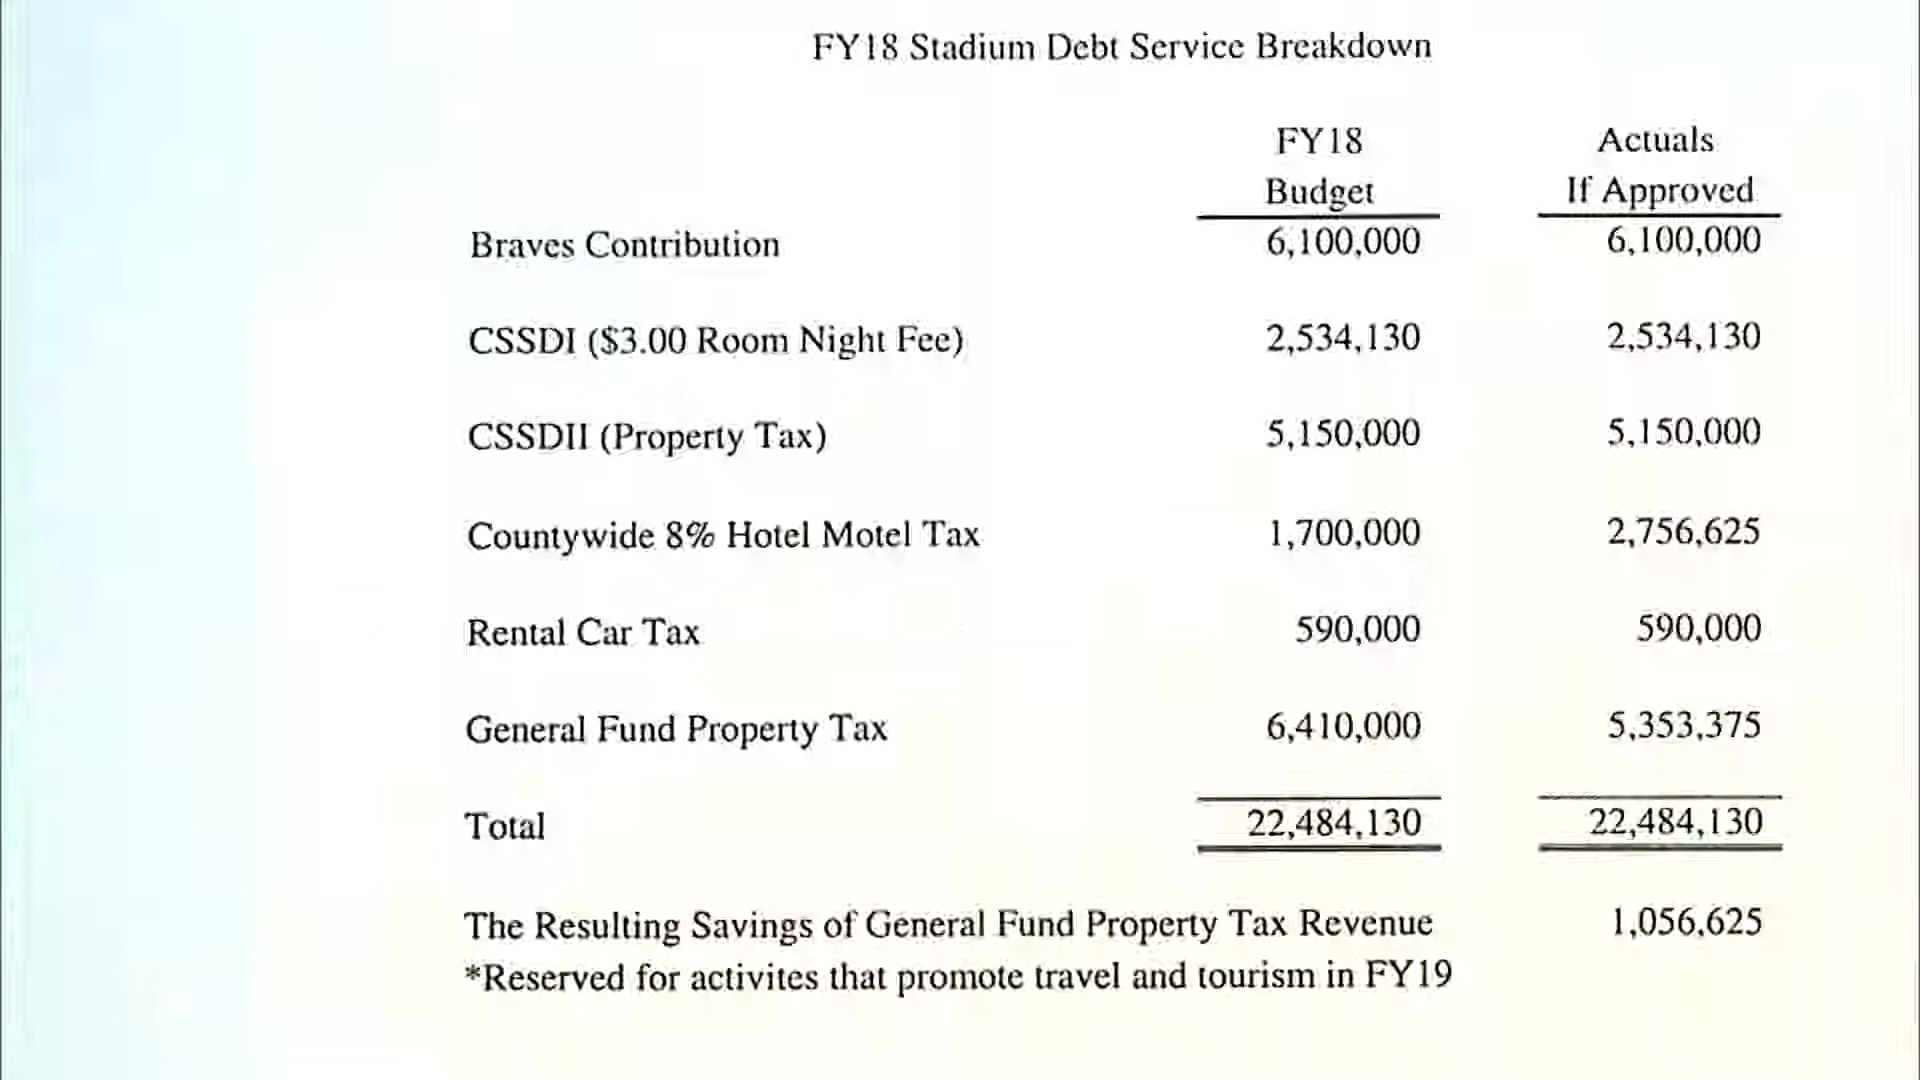 FY18 Stadium Debt Service Breakdown
FY18 Actuals
Budget If Approved
Braves Contribution 6,100,000 6,100,000
CSSDI ($3.00 Room Night Fee) 2,534,130 2,534,130
CSSDII (Property Tax) 5,150,000 5,150,000
Countywide 8% Hotel Motel Tax 1,700,000 2,756,625
Rental Car Tax 590,000 590,000
General Fund Property Tax 6,410,000 5,353,375
Total 22,484,130 22,484,130
The Resulting Savings of General Fund Property Tax Revenue 1,056,625
*Reserved for activites that promote travel and tourism in FY19